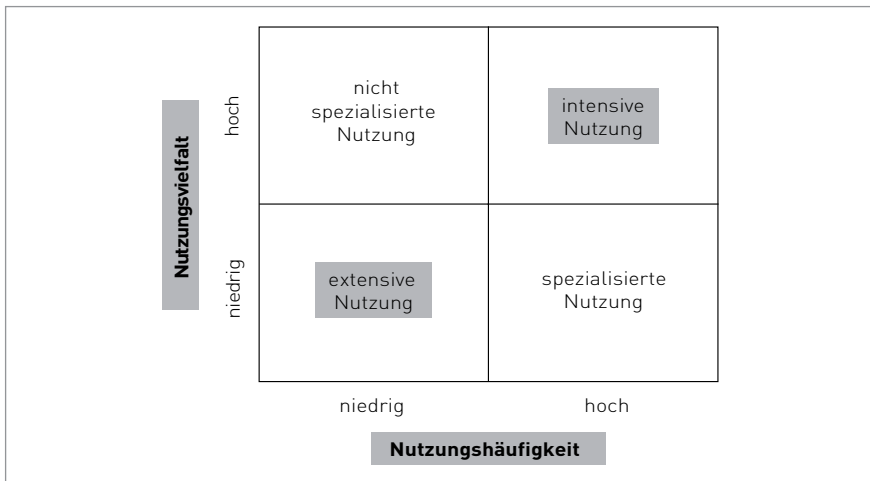 nicht
spezialisierte
Nutzung
intensive
Nutzung
hoch
Nutzungsvielfalt
niedrig
extensive
Nutzung
spezialisierte
Nutzung
niedrig
hoch
Nutzungshäufigkeit